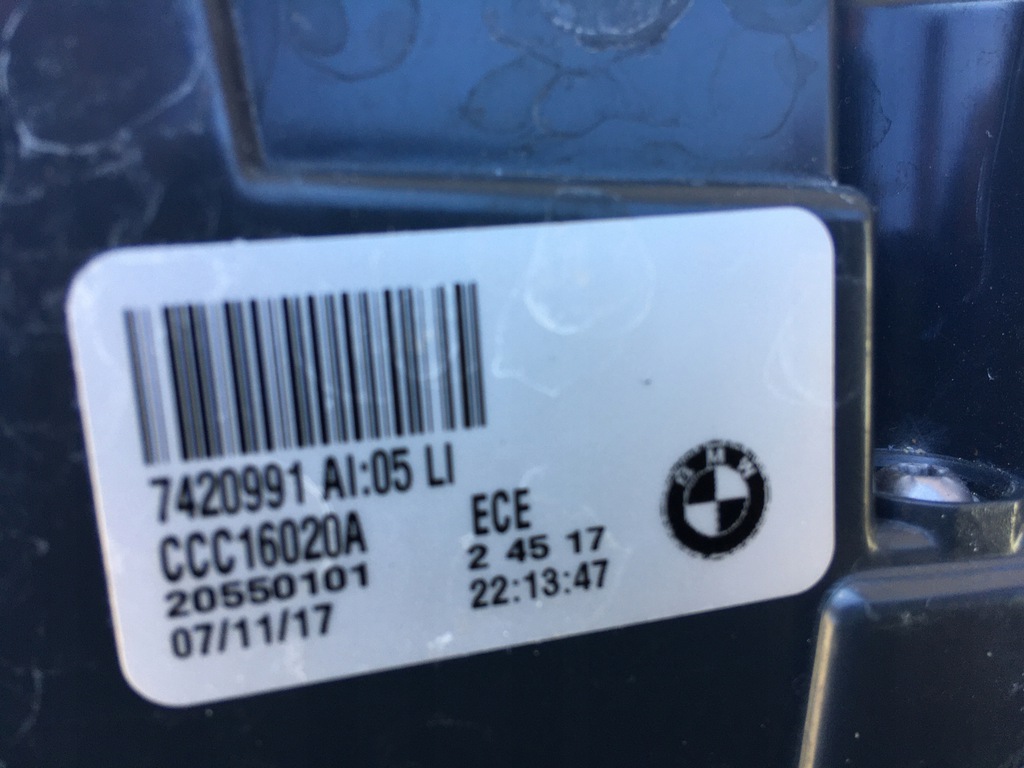 7420991 AI:05 LI
CCC16020A
20550101
07/11/17
ECE
2 45 17
22:13:47
BMW